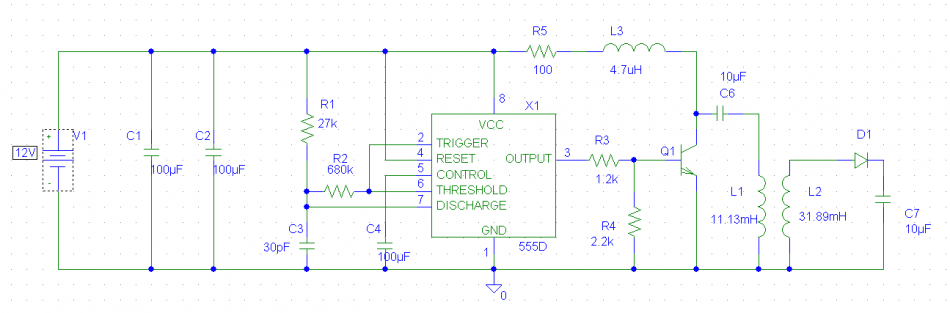 R5
L3
100
4.7uH
10µF
C6
8
X1
R1
27k
VCC
V1
12V
+
-
C1
100µF
C2
100µF
2
TRIGGER
4
RESET
5
CONTROL
6
THRESHOLD
7
DISCHARGE
OUTPUT
3
GND
1
555D
R2
680k
R3
1.2k
Q1
D1
R4
2.2k
L1
11.13mH
L2
31.89mH
C7
10µF
C3
30pF
C4
100µF
0